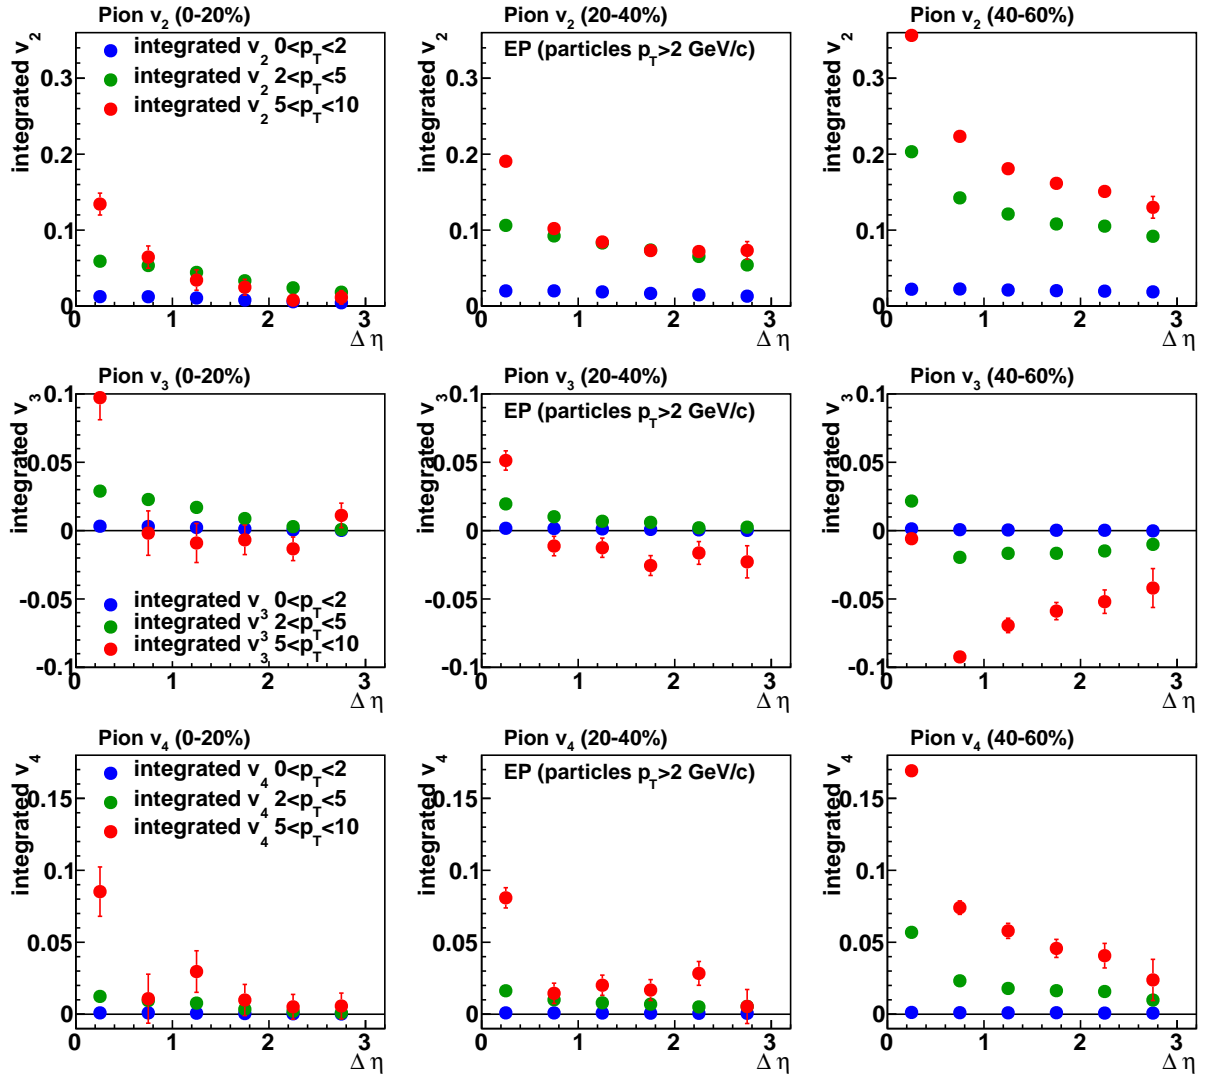 Pion v2 (0-20%)
integrated v2
integrated v2 0<pT<2
integrated v2 2<pT<5
integrated v2 5<pT<10
0.3
0.2
0.1
0
0 1 2 3
Δ η
Pion v2 (20-40%)
integrated v2
EP (particles pT>2 GeV/c)
0.3
0.2
0.1
0
0 1 2 3
Δ η
Pion v2 (40-60%)
integrated v2
0.3
0.2
0.1
0
0 1 2 3
Δ η
Pion v3 (0-20%)
integrated v3
0.1
0.05
0
-0.05
-0.1
integrated v3 0<pT<2
integrated v3 2<pT<5
integrated v3 5<pT<10
0 1 2 3
Δ η
Pion v3 (20-40%)
integrated v3
EP (particles pT>2 GeV/c)
0.1
0.05
0
-0.05
-0.1
0 1 2 3
Δ η
Pion v3 (40-60%)
integrated v3
0.1
0.05
0
-0.05
-0.1
0 1 2 3
Δ η
Pion v4 (0-20%)
integrated v4
integrated v4 0<pT<2
integrated v4 2<pT<5
integrated v4 5<pT<10
0.15
0.1
0.05
0
0 1 2 3
Δ η
Pion v4 (20-40%)
integrated v4
EP (particles pT>2 GeV/c)
0.15
0.1
0.05
0
0 1 2 3
Δ η
Pion v4 (40-60%)
integrated v4
0.15
0.1
0.05
0
0 1 2 3
Δ η